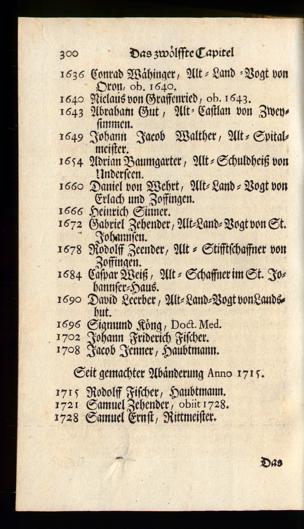 300 Das zwölffte Capitel
1636 Conrad Wähinger, Alt-Land-Vogt von
Oron, ob. 1640.
1640 Niclaus von Graffenried, ob. 1643.
1643 Abraham Gut, Alt-Castlan von Zwey-
simmen.
1649 Johann Jacob Walther, Alt-Spital-
meister.
1654 Adrian Baumgarter, Alt-Schuldheiß von
Underseen.
1660 Daniel von Wehrt, Alt-Land-Vogt von
Erlach und Zoffingen.
1666 Heinrich Sinner.
1672 Gabriel Zehender, Alt-Land-Vogt von St.
Johannsen.
1678 Rodolff Zeender, Alt-Stifftschaffner von
Zoffingen.
1684 Caspar Weiß, Alt-Schaffner im St. Jo-
hannser-Haus.
1690 David Leerber, Alt-Land-Vogt von Lands-
hut.
1696 Sigmund Köng, Doct. Med.
1702 Johann Friderich Fischer.
1708 Jacob Jenner, Haubtmann.
Seit gemachter Abänderung Anno 1715.
1715 Rodolff Fischer, Haubtmann.
1721 Samuel Zehender, obiit 1728.
1728 Samuel Ernst, Rittmeister.
Das